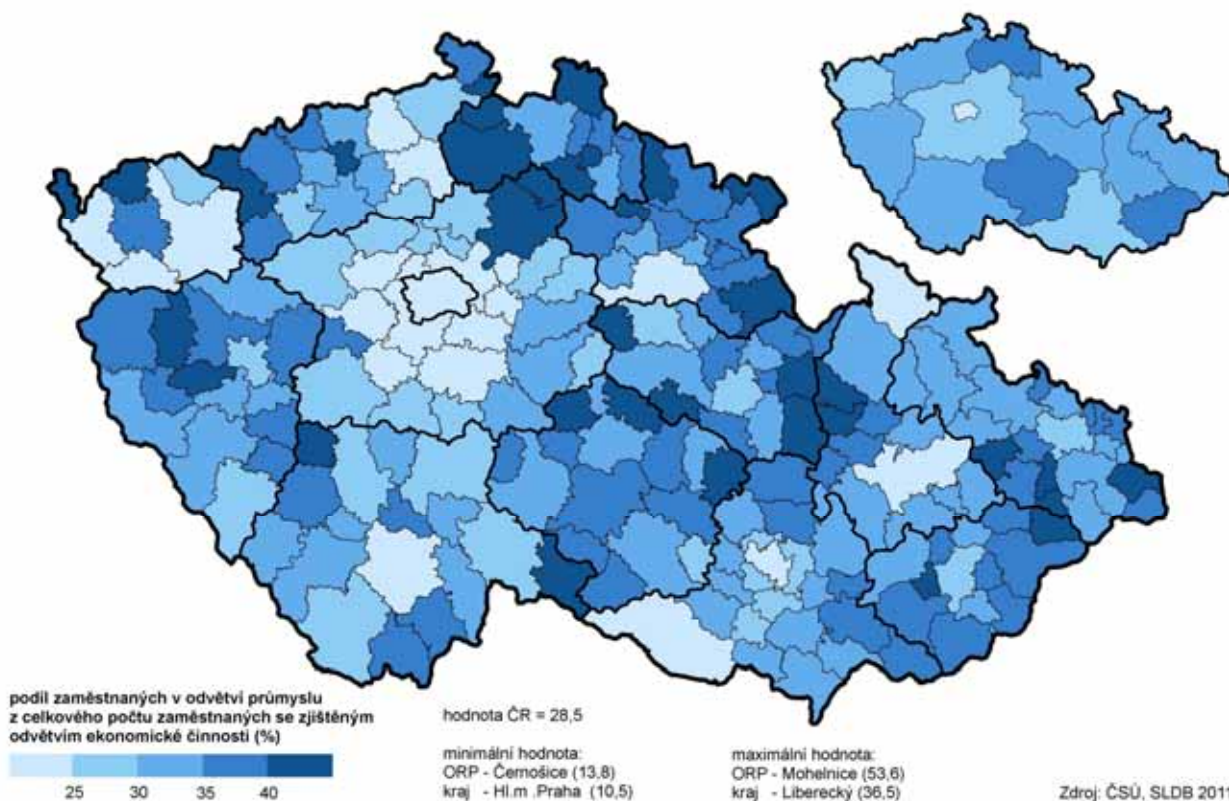 podíl zaměstnaných v odvětví průmyslu
z celkového počtu zaměstnaných se zjištěným
odvětvím ekonomické činnosti (%)
25 30 35 40
hodnota ČR = 28,5
minimální hodnota:
ORP - Černošice (13,8)
kraj - Hl.m .Praha (10,5)
maximální hodnota:
ORP - Mohelnice (53,6)
kraj - Liberecký (36,5)
Zdroj: ČSÚ, SLDB